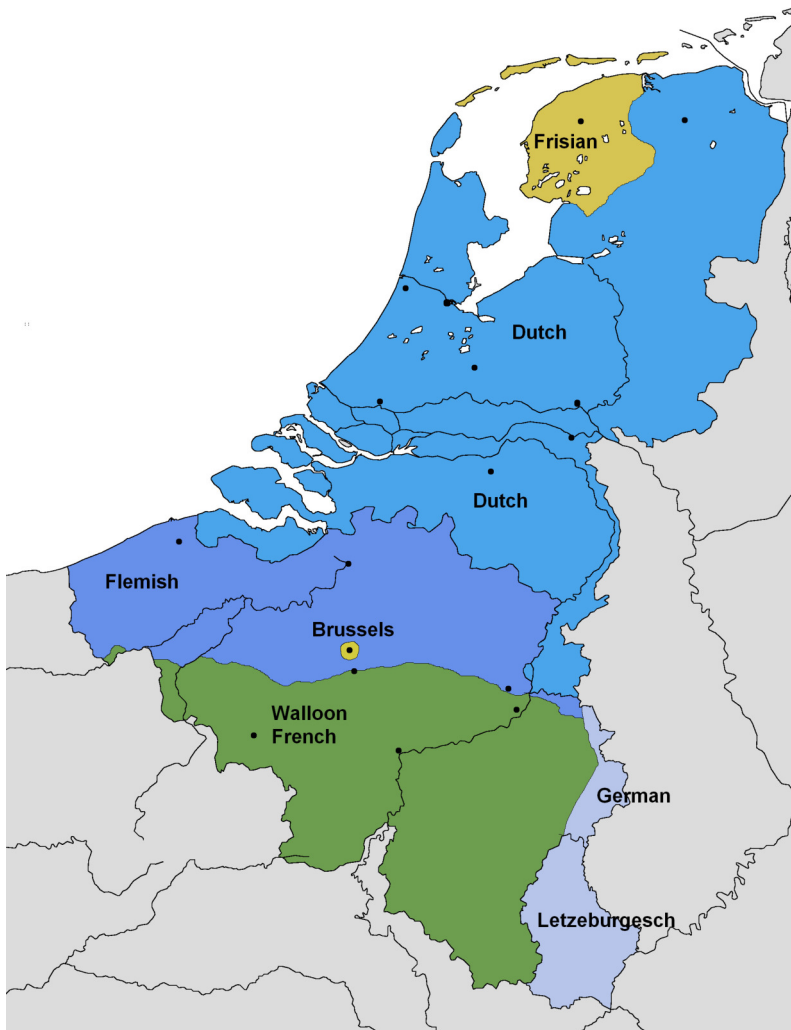 Frisian
Dutch
Dutch
Flemish
Brussels
Walloon
French
German
Letzeburgesch